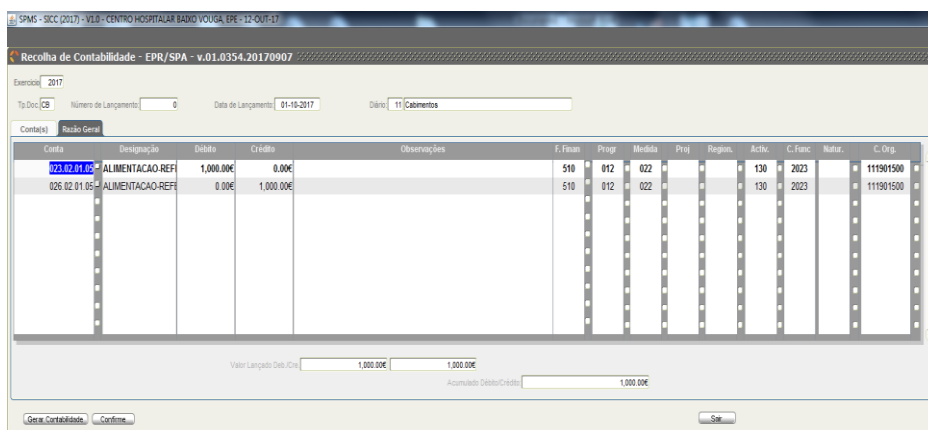 SPMS - SICC (2017) - V1.0 - CENTRO HOSPITALAR BAIXO VOUGA, EPE - 12-OUT-17
Recolha de Contabilidade - EPR/SPA - v.01.0354.20170907
Exercício 2017
Tp.Doc. CB Número de Lançamento: 0 Data de Lançamento: 01-10-2017 Diário: 11 Cabimentos
Conta(s) Razão Geral
Conta Designação Débito Crédito Observações F. Finan Progr Medida Proj Region. Activ. C. Func Natur. C. Org.
023.02.01.05 ALIMENTACAO-REFI 1,000.00€ 0.00€ 510 012 022 130 2023 111901500
026.02.01.05 ALIMENTACAO-REFE 0.00€ 1,000.00€ 510 012 022 130 2023 111901500
Valor Lançado Deb./Cre. 1,000.00€ 1,000.00€
Acumulado Débito/Crédito: 1,000.00€
Gerar Contabilidade. Confirme... Sair.....